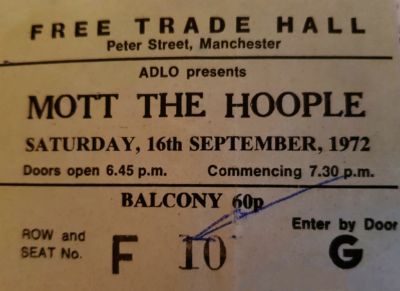 FREE TRADE HALL
Peter Street, Manchester
ADLO presents
MOTT THE HOOPLE
SATURDAY, 16th SEPTEMBER, 1972
Doors open 6.45 p.m. Commencing 7.30 p.m.
BALCONY 60p
ROW and SEAT No. F 10 Enter by Door G